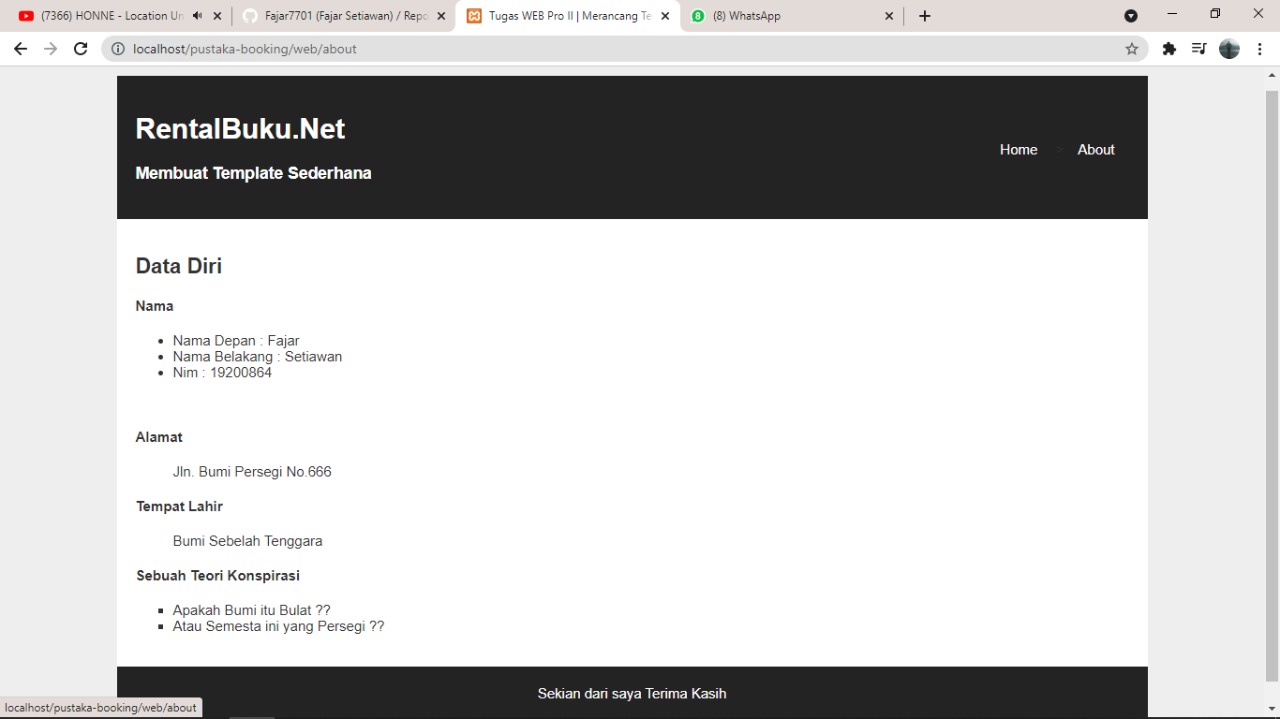 (7366) HONNE - Location Un
Fajar7701 (Fajar Setiawan) / Repo
Tugas WEB Pro II | Merancang Te
(8) WhatsApp
localhost/pustaka-booking/web/about
RentalBuku.Net
Membuat Template Sederhana
Home > About
Data Diri
Nama
• Nama Depan : Fajar
• Nama Belakang : Setiawan
• Nim : 19200864
Alamat
Jln. Bumi Persegi No.666
Tempat Lahir
Bumi Sebelah Tenggara
Sebuah Teori Konspirasi
▪ Apakah Bumi itu Bulat ??
▪ Atau Semesta ini yang Persegi ??
Sekian dari saya Terima Kasih
localhost/pustaka-booking/web/about